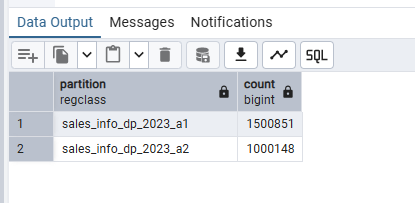 Data Output Messages Notifications
SQL
partition count
regclass bigint
1 sales_info_dp_2023_a1 1500851
2 sales_info_dp_2023_a2 1000148